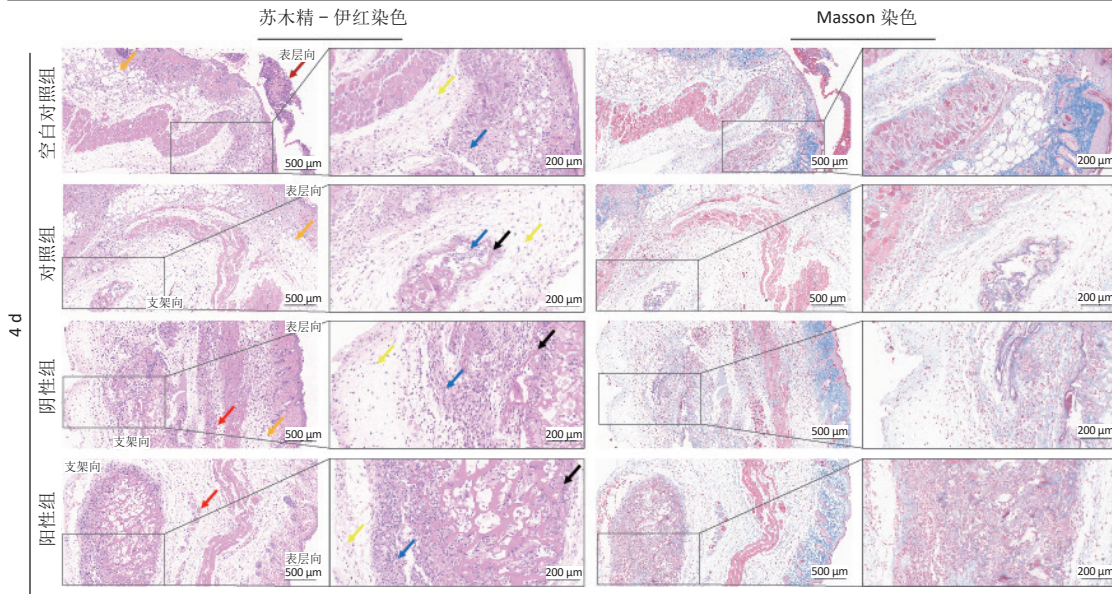 苏木精－伊红染色
Masson 染色
4 d
空白对照组
表层向
500 μm
200 μm
500 μm
200 μm
对照组
表层向
支架向
500 μm
200 μm
500 μm
200 μm
阴性组
表层向
支架向
500 μm
200 μm
500 μm
200 μm
阳性组
支架向
表层向
500 μm
200 μm
500 μm
200 μm